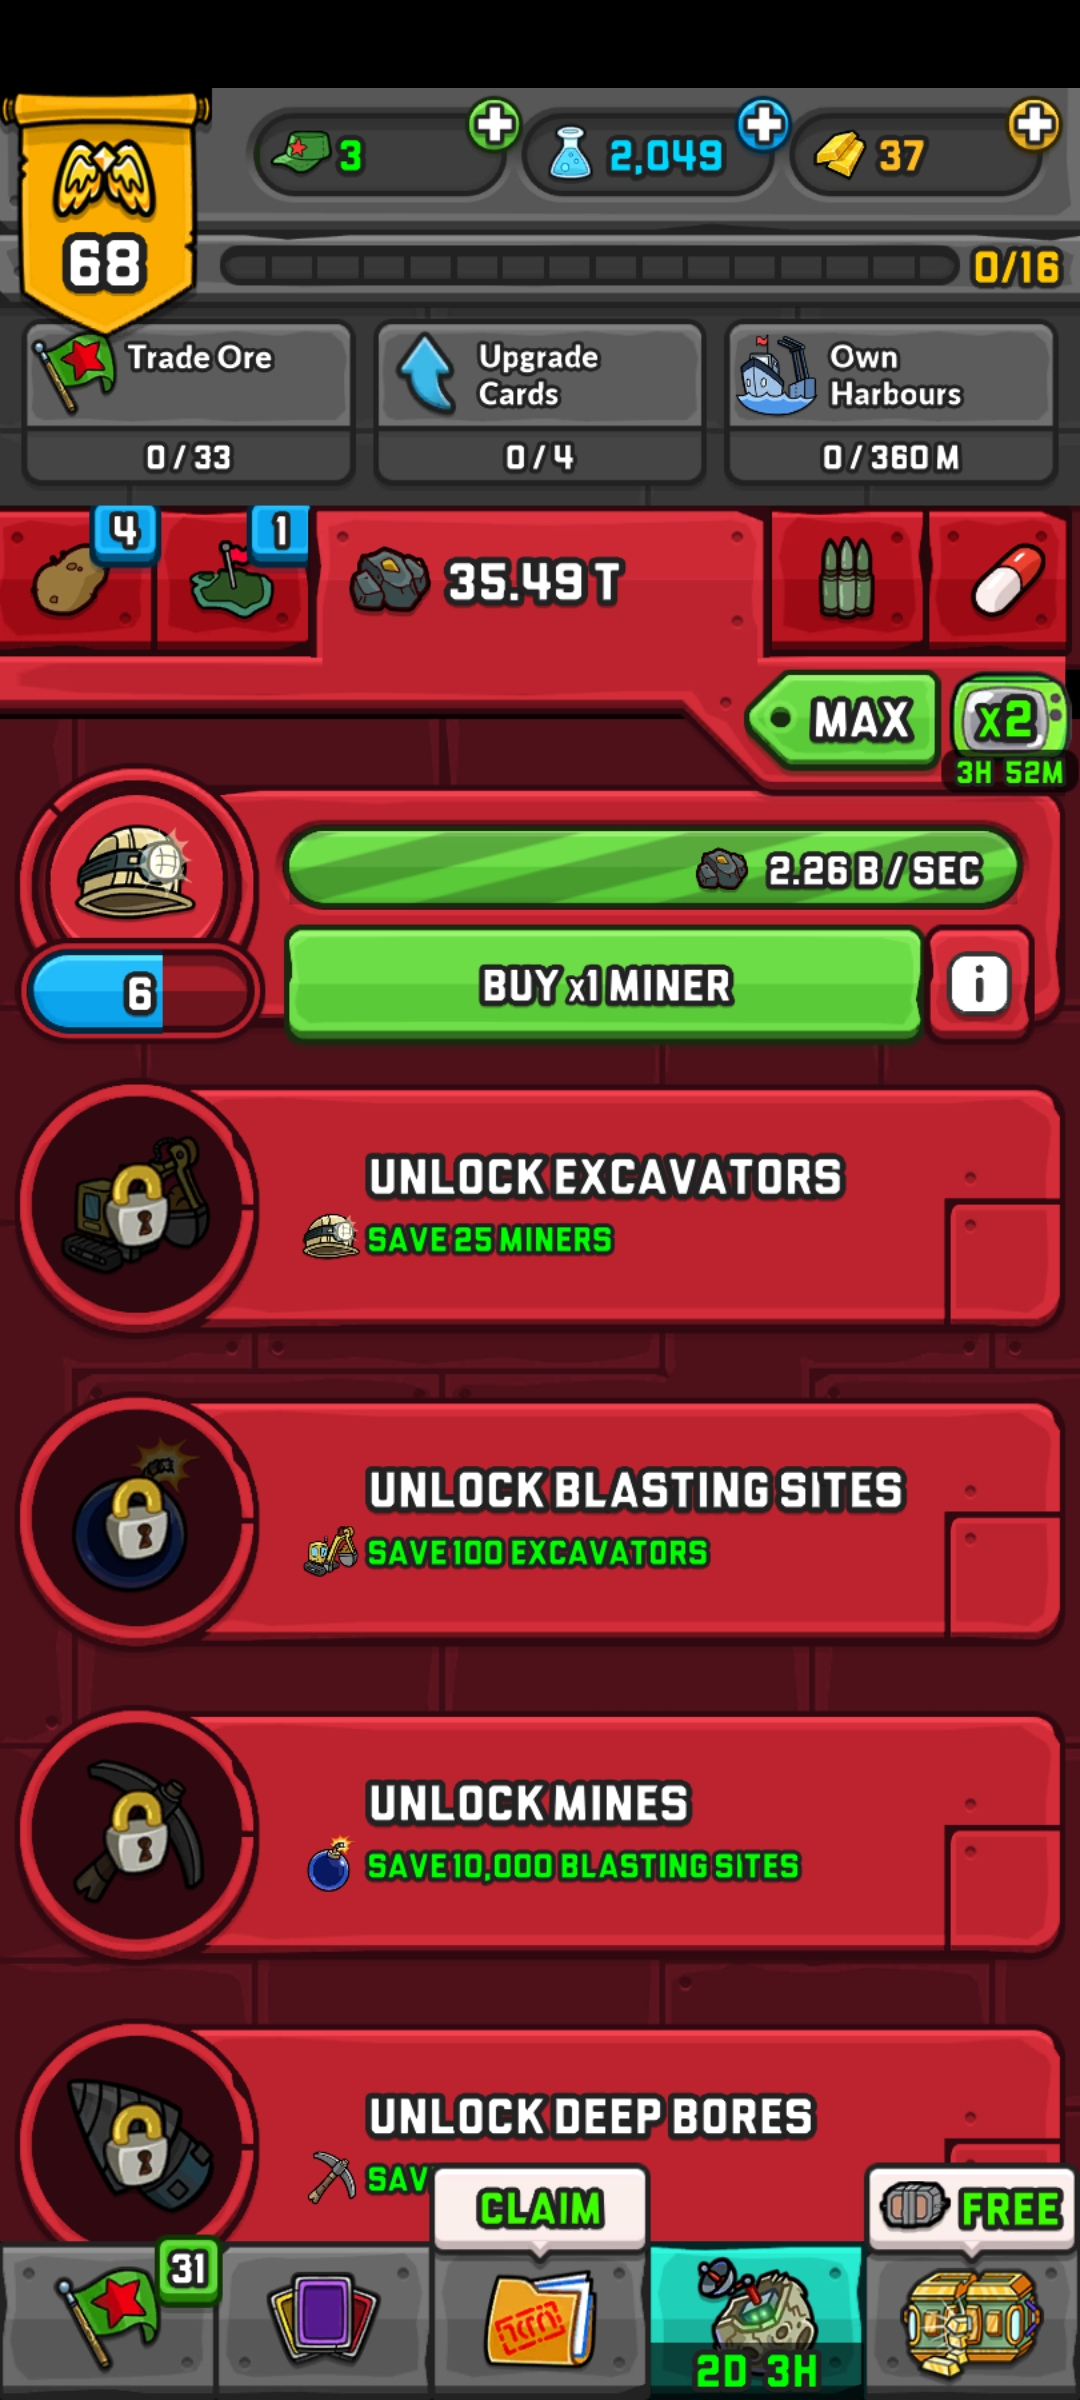 3
2,049
37
68
0/16
Trade Ore
Upgrade
Cards
Own
Harbours
0 / 33
0 / 4
0 / 360 M
4
1
35.49 T
MAX
x2
3H 52M
2.26 B / SEC
6
BUY x1 MINER
i
UNLOCK EXCAVATORS
SAVE 25 MINERS
UNLOCK BLASTING SITES
SAVE 100 EXCAVATORS
UNLOCK MINES
SAVE 10,000 BLASTING SITES
UNLOCK DEEP BORES
SAV
CLAIM
FREE
31
2D 3H